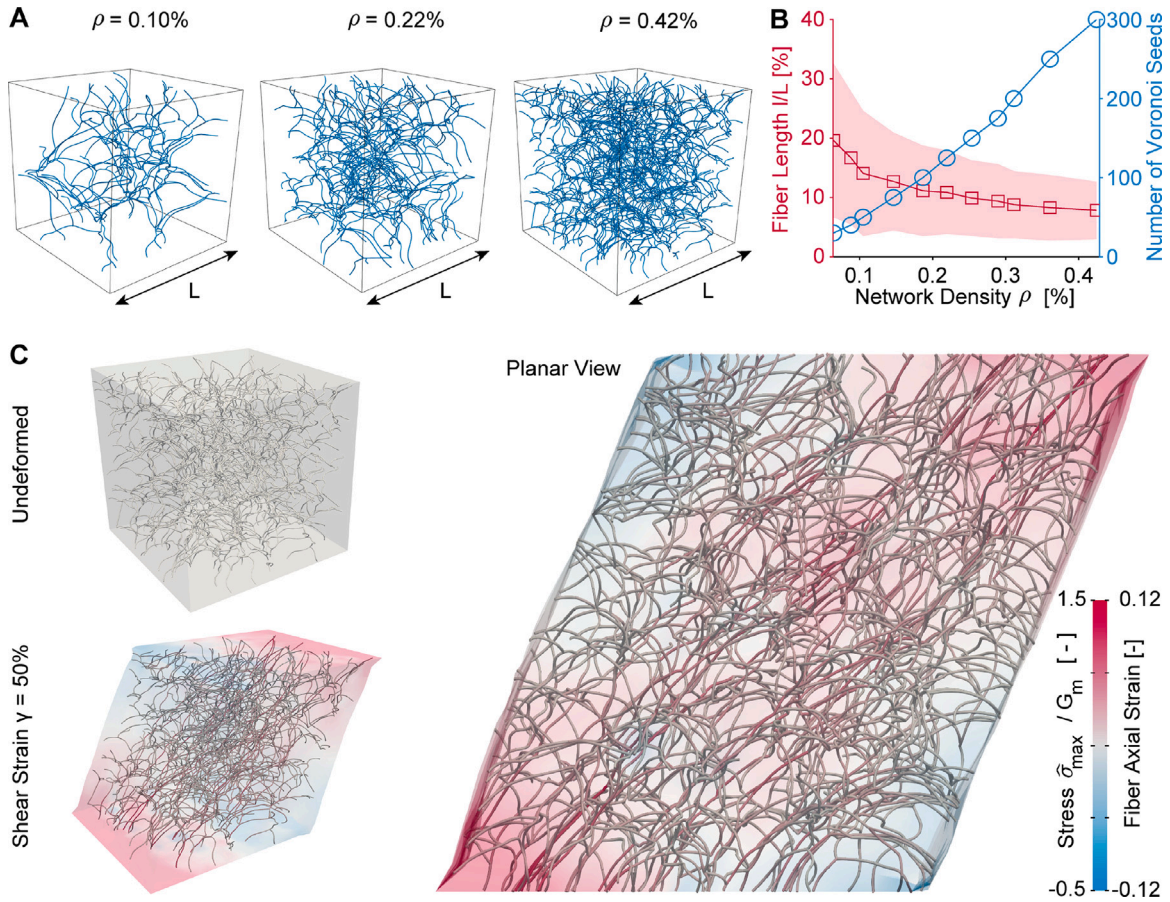 A
ρ = 0.10%
ρ = 0.22%
ρ = 0.42%
L
L
L
B
Fiber Length l/L [%]
40
30
20
10
0
0.1
0.2
0.3
0.4
Network Density ρ [%]
300
200
100
0
Number of Voronoi Seeds
C
Undeformed
Shear Strain γ = 50%
Planar View
Stress σ̂max / Gm [ - ]
1.5
-0.5
0.12
-0.12
Fiber Axial Strain [-]